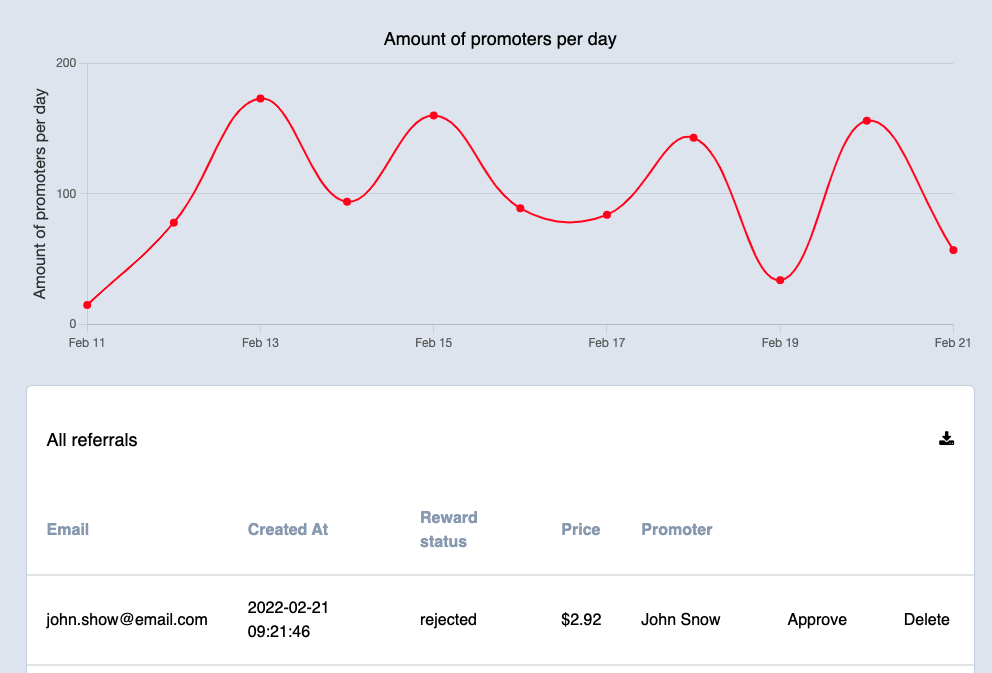 Amount of promoters per day
Amount of promoters per day
200
100
0
Feb 11
Feb 13
Feb 15
Feb 17
Feb 19
Feb 21
All referrals
Email
Created At
Reward
status
Price
Promoter
john.show@email.com
2022-02-21
09:21:46
rejected
$2.92
John Snow
Approve
Delete